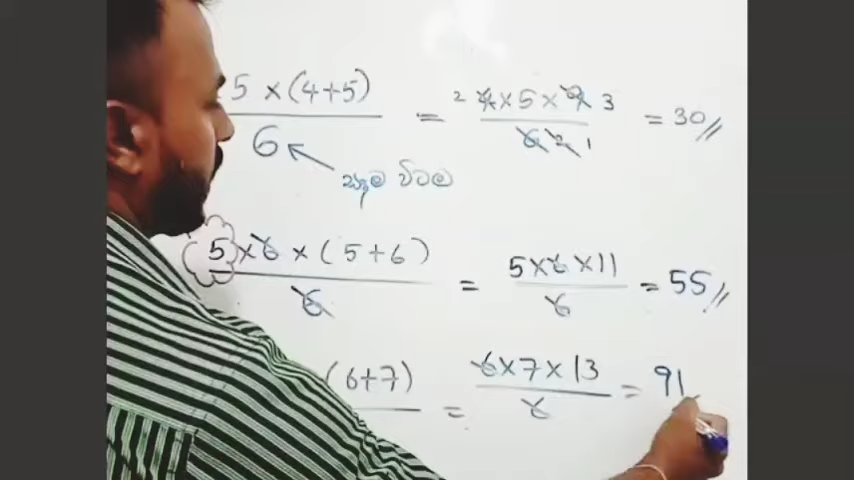 5 × (4+5) / 6 = 2 4 × 5 × 9 3 / 6 2 1 = 30//
සෑම විටම
5 × 6 × (5+6) / 6 = 5 × 6 × 11 / 6 = 55//
(6+7) = 6 × 7 × 13 / 6 = 91